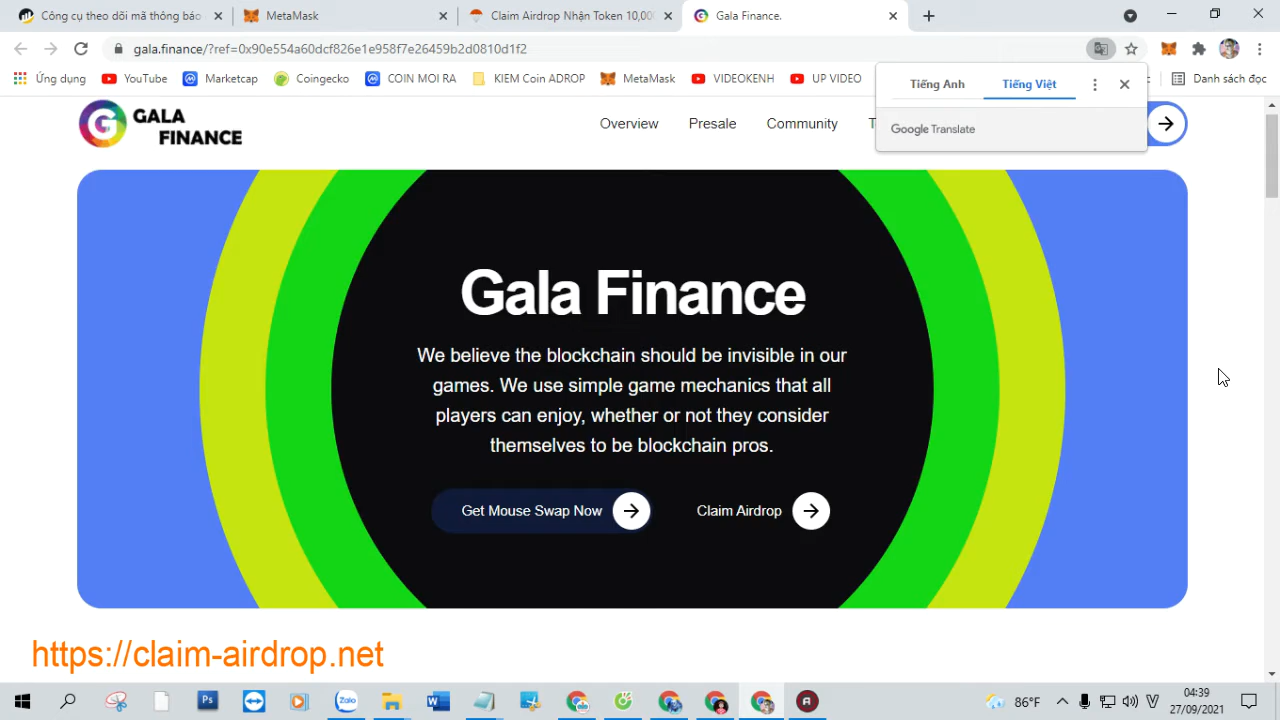 Công cụ theo dõi mã thông báo
MetaMask
Claim Airdrop Nhận Token 10,000
Gala Finance.
gala.finance/?ref=0x90e554a60dcf826e1e958f7e26459b2d0810d1f2
Ứng dụng
YouTube
Marketcap
Coingecko
COIN MOI RA
KIEM Coin ADROP
MetaMask
VIDEOKENH
UP VIDEO
Danh sách đọc
Tiếng Anh
Tiếng Việt
Google Translate
GALA
FINANCE
Overview
Presale
Community
T
Gala Finance
We believe the blockchain should be invisible in our
games. We use simple game mechanics that all
players can enjoy, whether or not they consider
themselves to be blockchain pros.
Get Mouse Swap Now
Claim Airdrop
https://claim-airdrop.net
86°F
04:39
27/09/2021